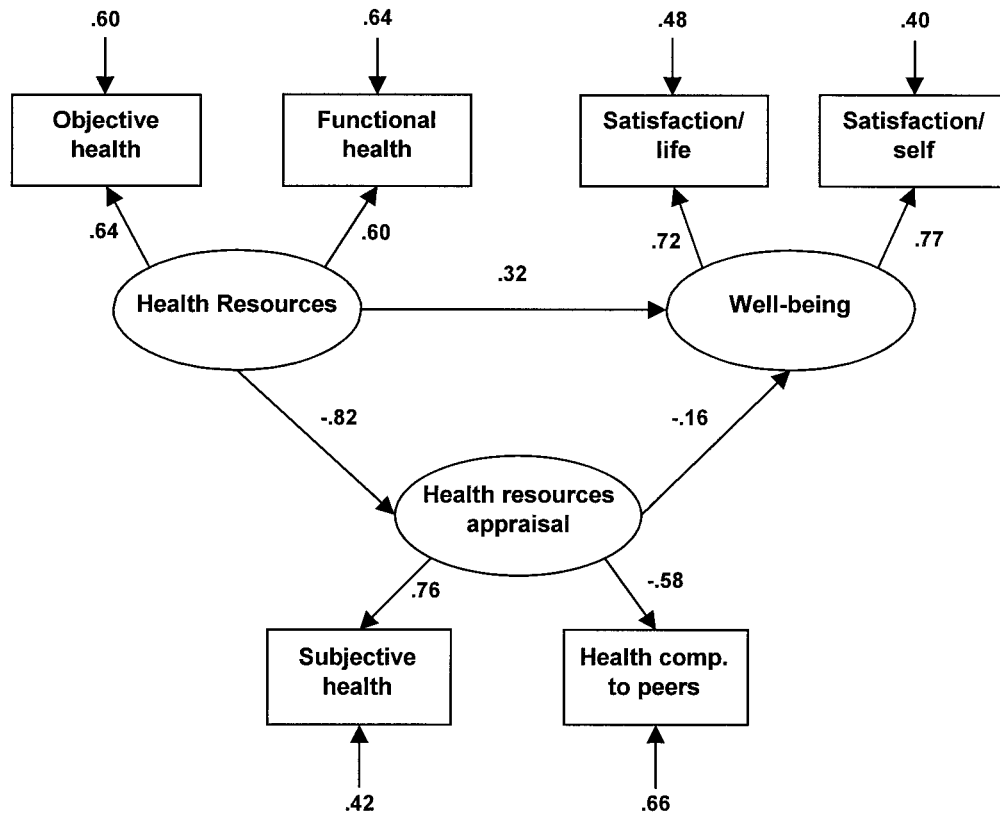 .60
.64
.48
.40
Objective
health
Functional
health
Satisfaction/
life
Satisfaction/
self
.64
.60
.72
.77
Health Resources
.32
Well-being
-.82
-.16
Health resources
appraisal
.76
-.58
Subjective
health
Health comp.
to peers
.42
.66